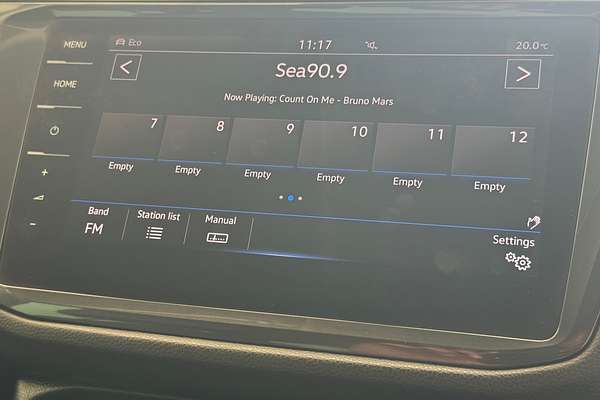 MENU
Eco
11:17
20.0°C
HOME
Sea90.9
Now Playing: Count On Me - Bruno Mars
7
8
9
10
11
12
Empty
Empty
Empty
Empty
Empty
Empty
+
-
Band
FM
Station list
Manual
Settings